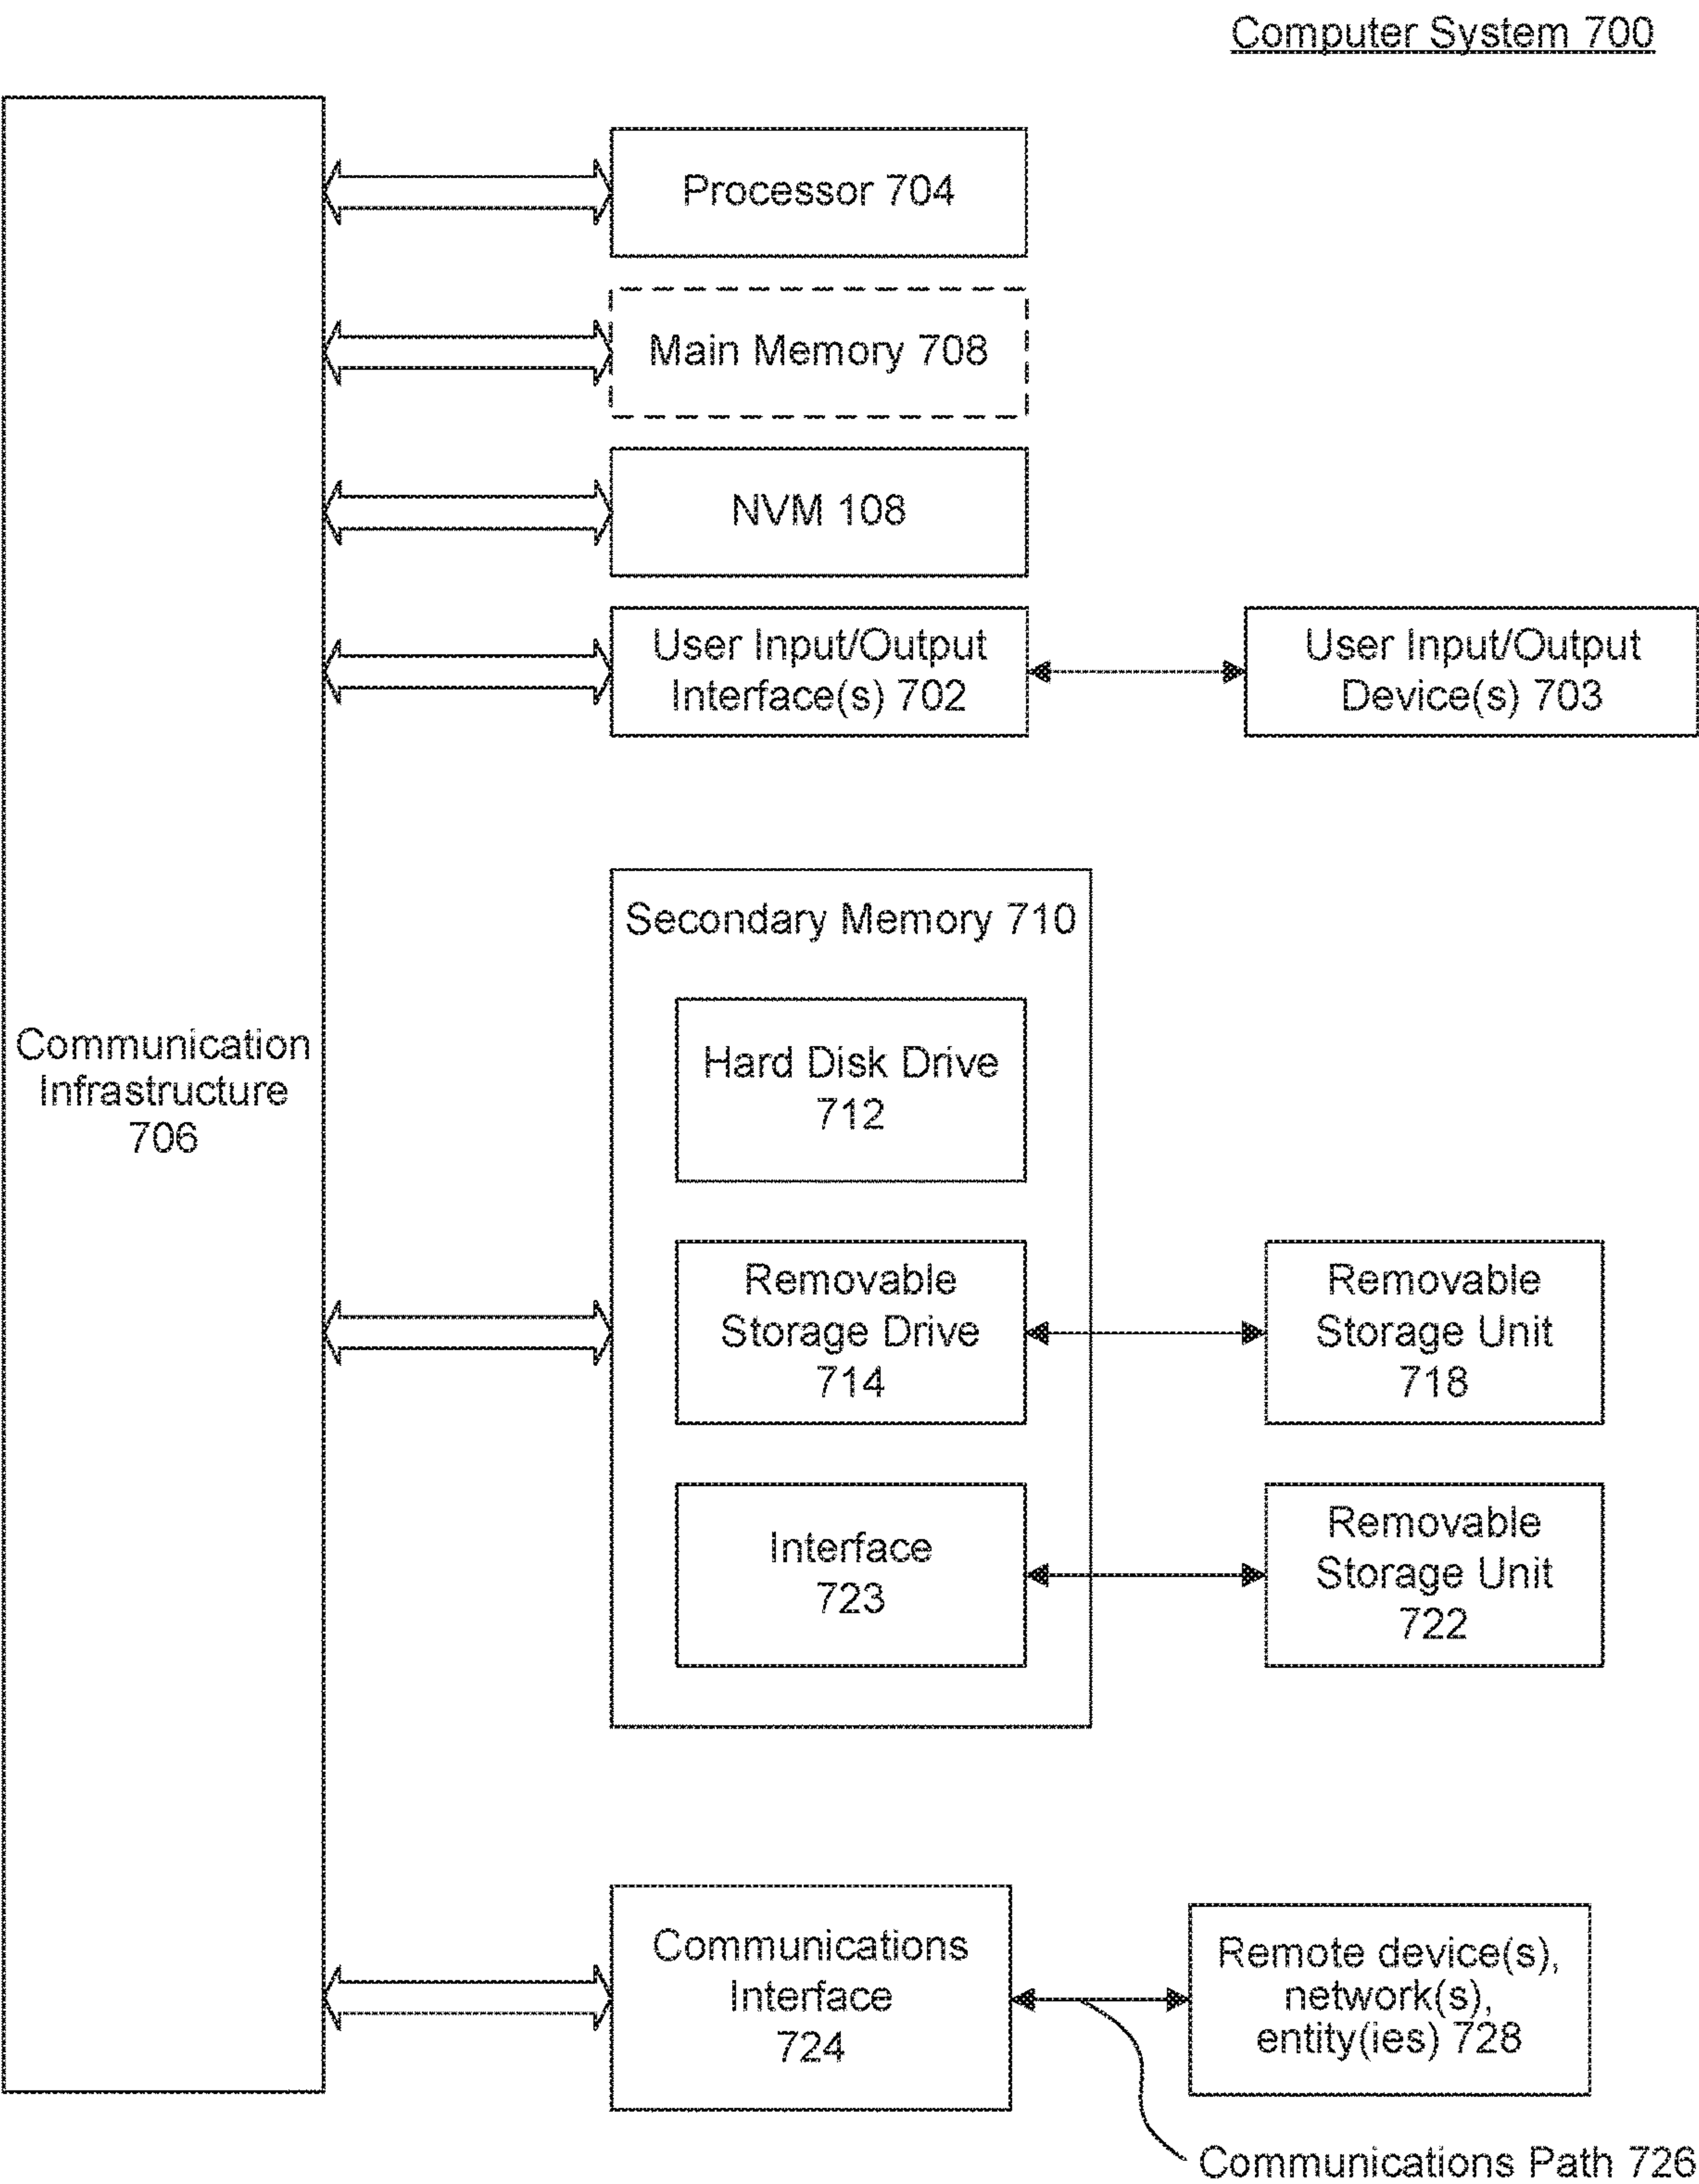 Computer System 700
Processor 704
Main Memory 708
NVM 108
User Input/Output
Interface(s) 702
User Input/Output
Device(s) 703
Communication
Infrastructure
706
Secondary Memory 710
Hard Disk Drive
712
Removable
Storage Drive
714
Removable
Storage Unit
718
Interface
723
Removable
Storage Unit
722
Communications
Interface
724
Remote device(s),
network(s),
entity(ies) 728
Communications Path 726